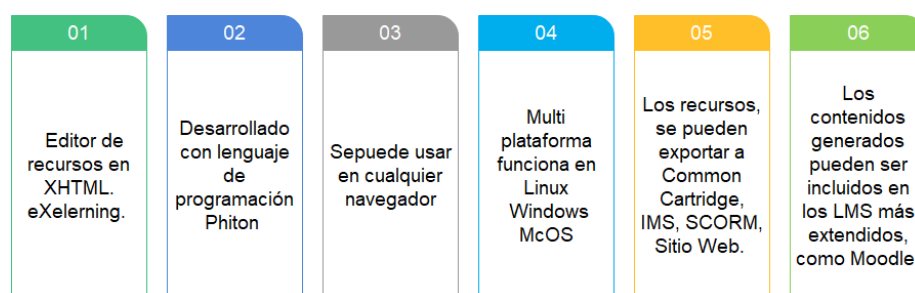 01
Editor de
recursos en
XHTML.
eXelerning.
02
Desarrollado
con lenguaje
de
programación
Phiton
03
Sepuede usar
en cualquier
navegador
04
Multi
plataforma
funciona en
Linux
Windows
McOS
05
Los recursos,
se pueden
exportar a
Common
Cartridge,
IMS, SCORM,
Sitio Web.
06
Los
contenidos
generados
pueden ser
incluidos en
los LMS más
extendidos,
como Moodle